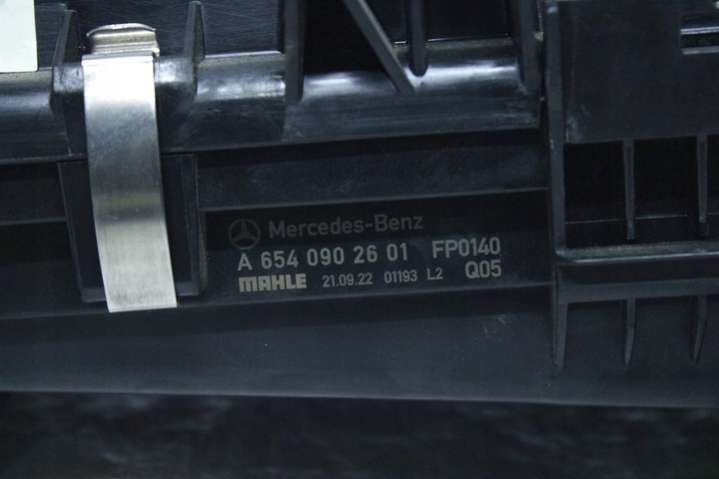 Mercedes-Benz
A 654 090 26 01 FP0140
MAHLE 21.09.22 01193 L2 Q05